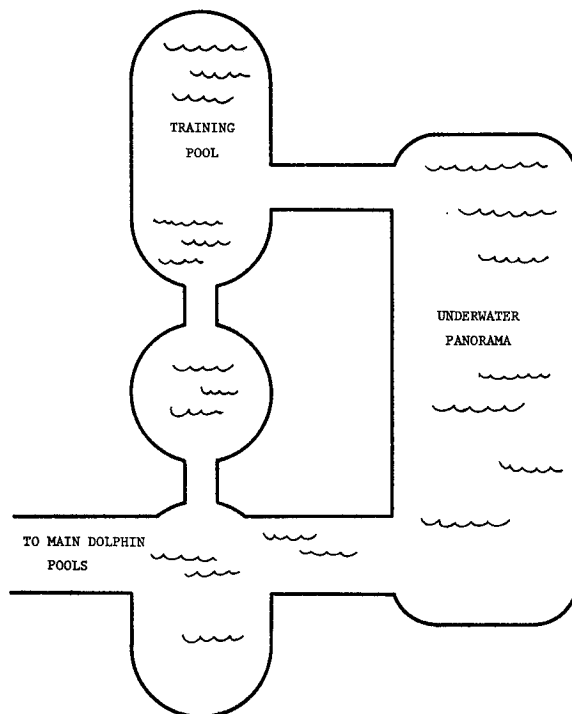 TRAINING
POOL
UNDERWATER
PANORAMA
TO MAIN DOLPHIN
POOLS